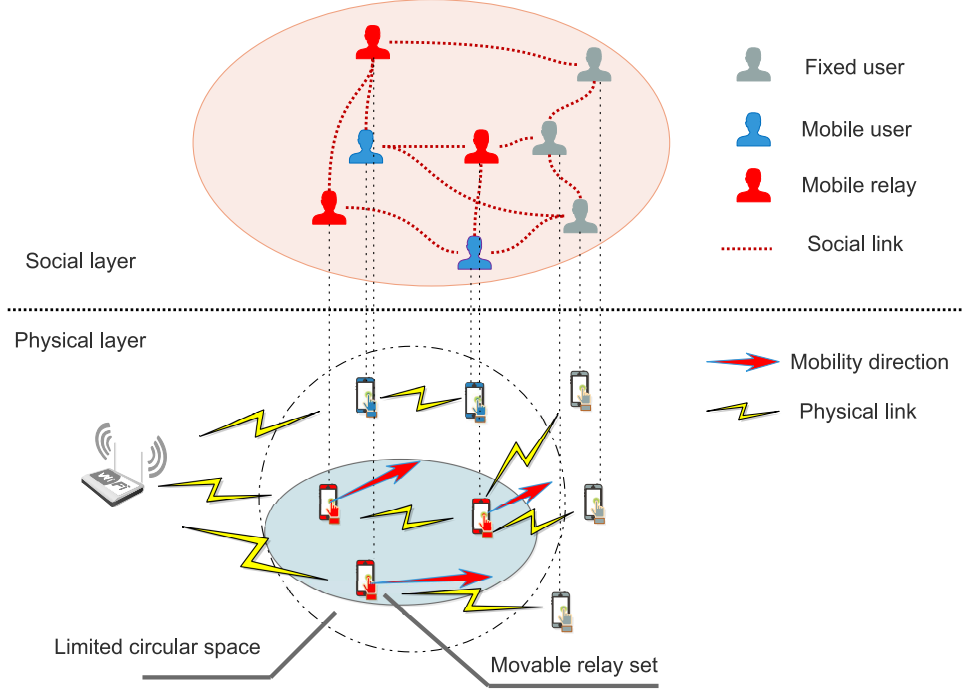 Fixed user
Mobile user
Mobile relay
Social link
Social layer
Physical layer
Mobility direction
Physical link
WiFi
Limited circular space
Movable relay set